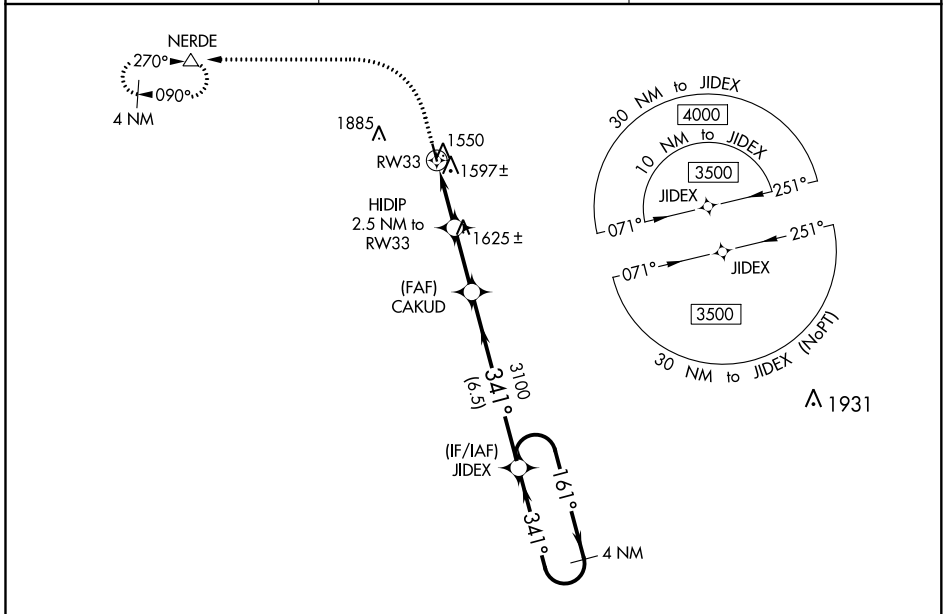 NERDE
270°
090°
4 NM
1885
1550
RW33
1597±
HIDIP
2.5 NM to
RW33
1625±
(FAF)
CAKUD
3100
341°
(6.5)
(IF/IAF)
JIDEX
161°
341°
4 NM
30 NM to JIDEX
4000
10 NM to JIDEX
3500
JIDEX
251°
071°
251°
071°
JIDEX
3500
30 NM to JIDEX (NoPT)
1931